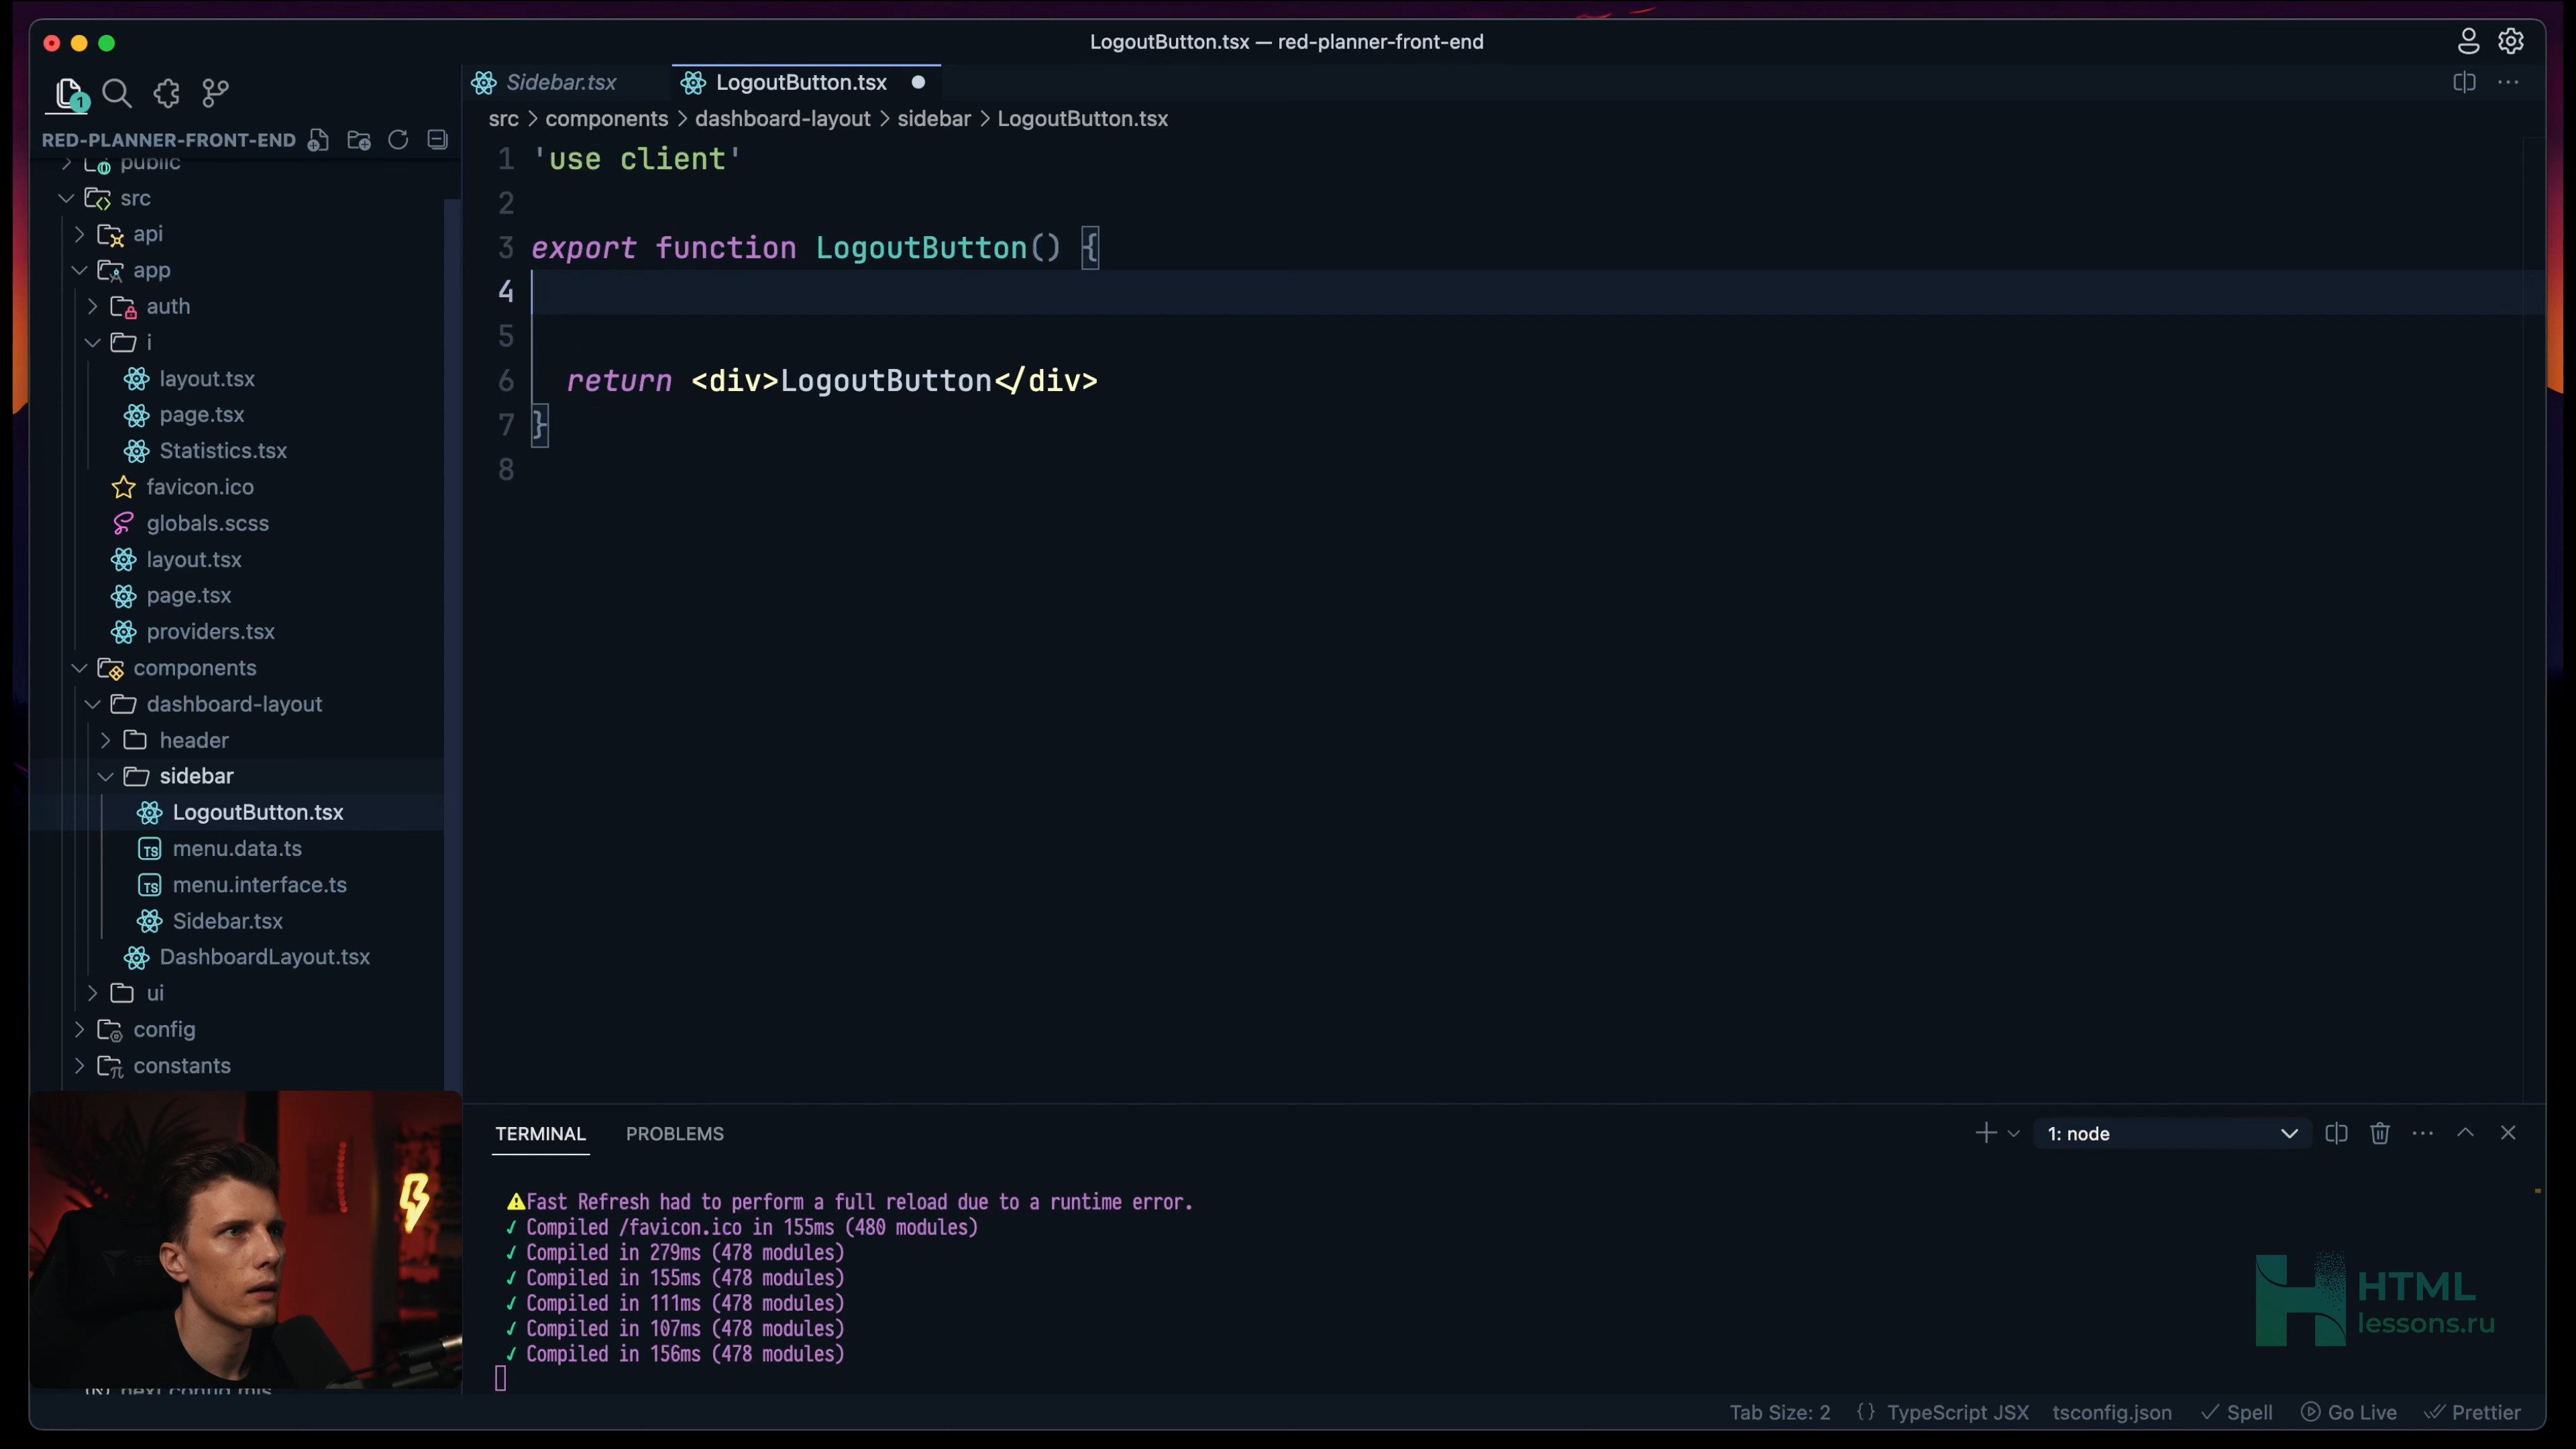 LogoutButton.tsx — red-planner-front-end
1
Sidebar.tsx
LogoutButton.tsx
RED-PLANNER-FRONT-END
src > components > dashboard-layout > sidebar > LogoutButton.tsx
public
src
api
app
auth
i
layout.tsx
page.tsx
Statistics.tsx
favicon.ico
globals.scss
layout.tsx
page.tsx
providers.tsx
components
dashboard-layout
header
sidebar
LogoutButton.tsx
menu.data.ts
menu.interface.ts
Sidebar.tsx
DashboardLayout.tsx
ui
config
constants
1 'use client'
2
3 export function LogoutButton() {
4
5
6 return <div>LogoutButton</div>
7 }
8
TERMINAL PROBLEMS
1: node
Fast Refresh had to perform a full reload due to a runtime error.
✓ Compiled /favicon.ico in 155ms (480 modules)
✓ Compiled in 279ms (478 modules)
✓ Compiled in 155ms (478 modules)
✓ Compiled in 111ms (478 modules)
✓ Compiled in 107ms (478 modules)
✓ Compiled in 156ms (478 modules)
HTML
lessons.ru
Tab Size: 2 {} TypeScript JSX tsconfig.json Spell Go Live Prettier